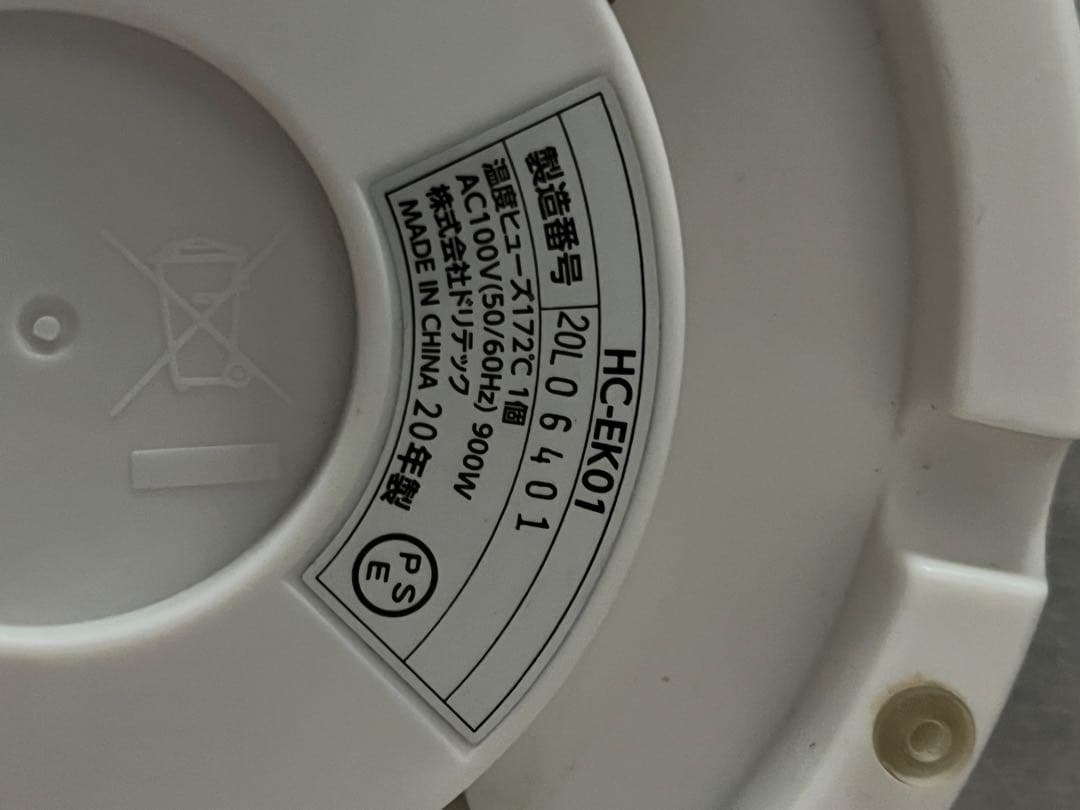 HC-EK01
製造番号 20L06401
温度ヒューズ172℃ 1個
AC100V(50/60Hz) 900W
株式会社ドリテック
MADE IN CHINA 20年製
PSE